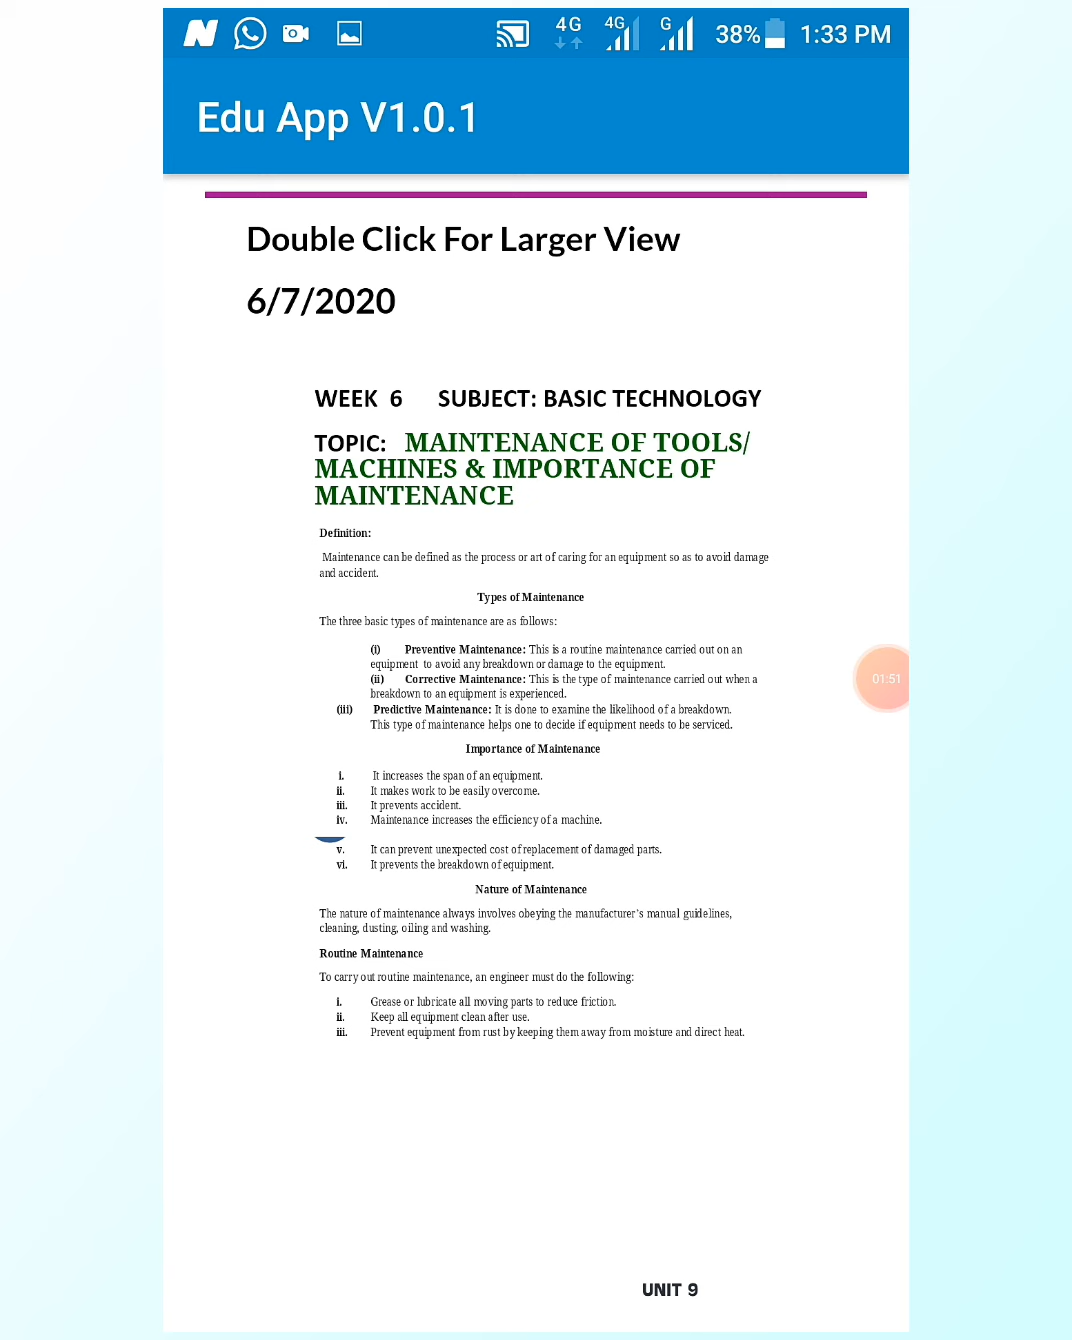 4G 4G G 38% 1:33 PM
Edu App V1.0.1
Double Click For Larger View
6/7/2020
WEEK 6 SUBJECT: BASIC TECHNOLOGY
TOPIC: MAINTENANCE OF TOOLS/
MACHINES & IMPORTANCE OF
MAINTENANCE
Definition:
Maintenance can be defined as the process or art of caring for an equipment so as to avoid damage
and accident.
Types of Maintenance
The three basic types of maintenance are as follows:
(i) Preventive Maintenance: This is a routine maintenance carried out on an
equipment to avoid any breakdown or damage to the equipment.
(ii) Corrective Maintenance: This is the type of maintenance carried out when a
breakdown to an equipment is experienced.
(iii) Predictive Maintenance: It is done to examine the likelihood of a breakdown.
This type of maintenance helps one to decide if equipment needs to be serviced.
01:51
Importance of Maintenance
i. It increases the span of an equipment.
ii. It makes work to be easily overcome.
iii. It prevents accident.
iv. Maintenance increases the efficiency of a machine.
v. It can prevent unexpected cost of replacement of damaged parts.
vi. It prevents the breakdown of equipment.
Nature of Maintenance
The nature of maintenance always involves obeying the manufacturer's manual guidelines,
cleaning, dusting, oiling and washing.
Routine Maintenance
To carry out routine maintenance, an engineer must do the following:
i. Grease or lubricate all moving parts to reduce friction.
ii. Keep all equipment clean after use.
iii. Prevent equipment from rust by keeping them away from moisture and direct heat.
UNIT 9